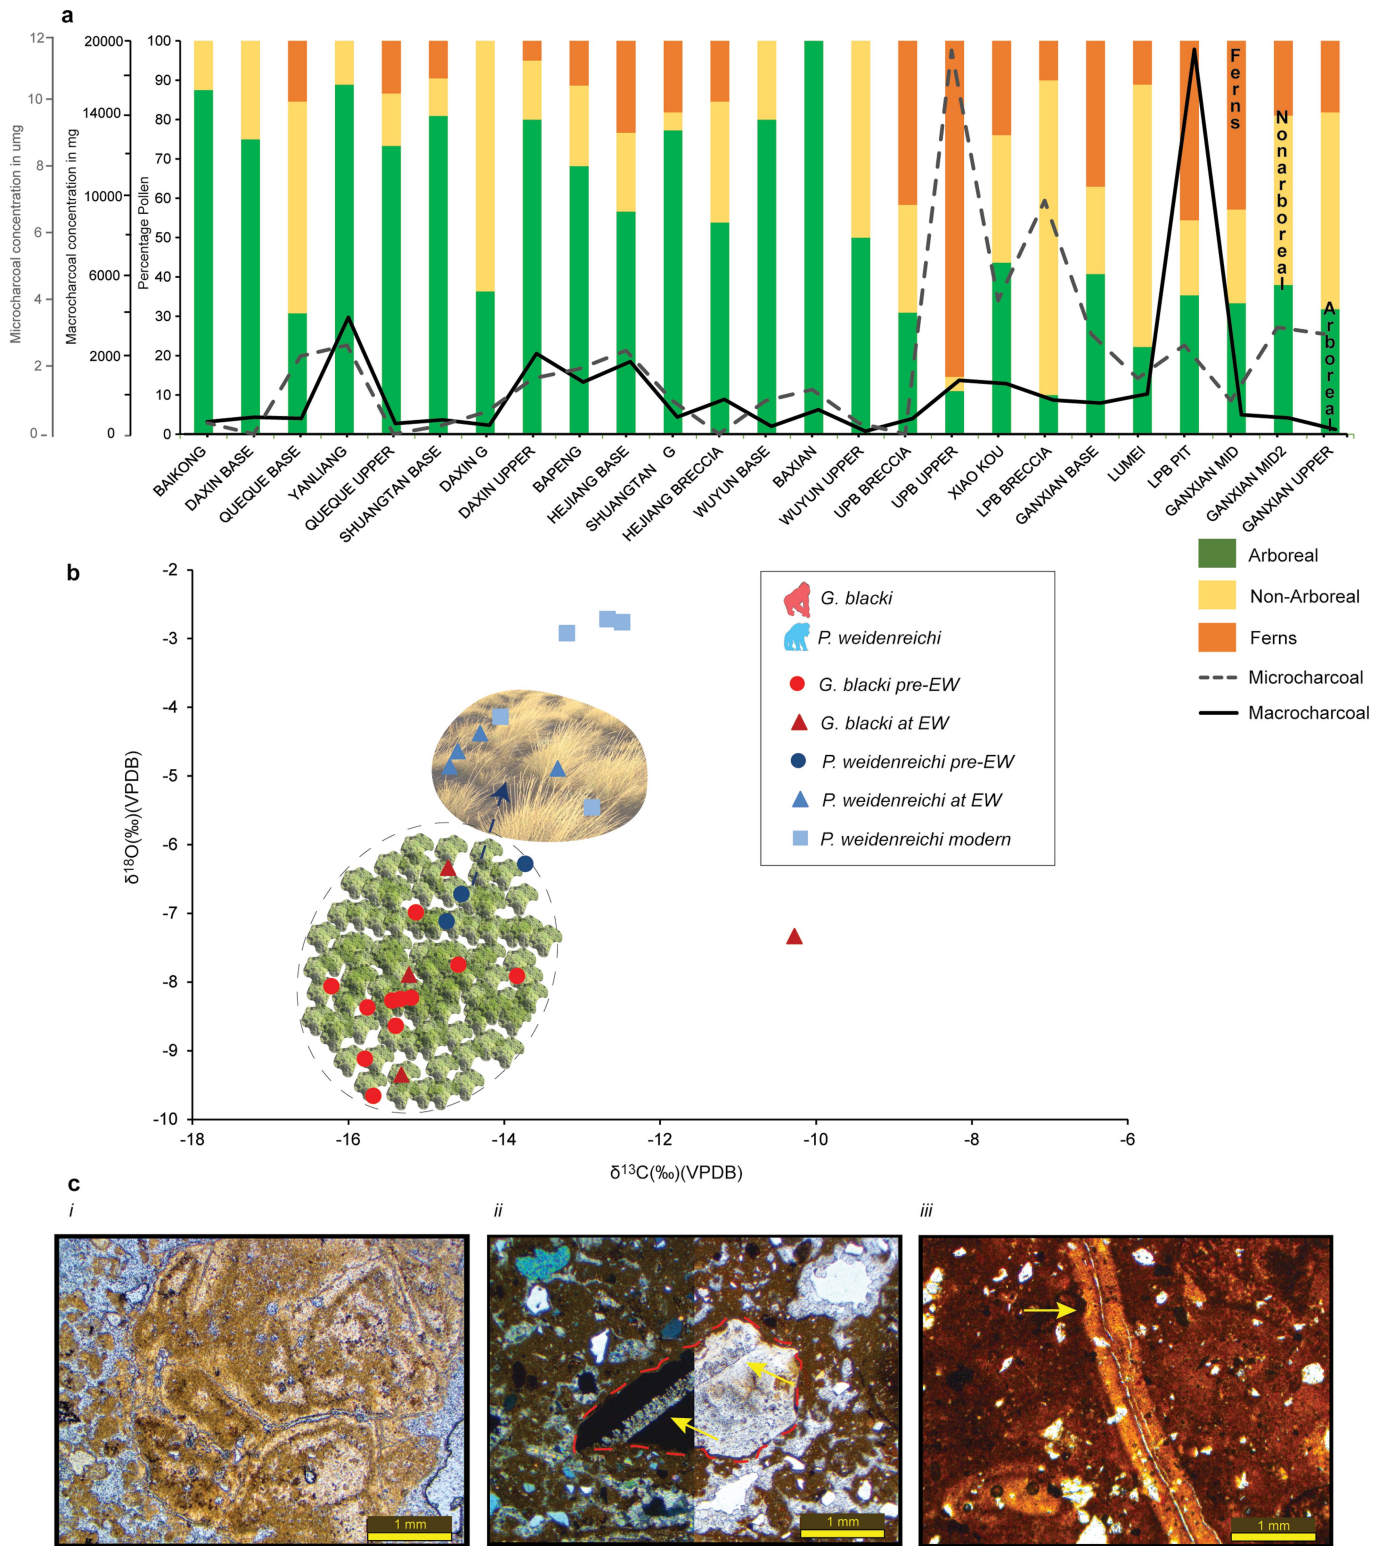 a
Microcharcoal concentration in umg
12
10
8
6
4
2
0
Macrocharcoal concentration in mg
20000
14000
10000
6000
2000
0
Percentage Pollen
100
90
80
70
60
50
40
30
20
10
0
Ferns
Nonarboreal
Arboreal
BAIKONG
DAXIN BASE
QUEQUE BASE
YANLIANG
QUEQUE UPPER
SHUANGTAN BASE
DAXIN G
DAXIN UPPER
BAPENG
HEJIANG BASE
SHUANGTAN G
HEJIANG BRECCIA
WUYUN BASE
BAXIAN
WUYUN UPPER
UPB BRECCIA
UPB UPPER
XIAO KOU
LPB BRECCIA
GANXIAN BASE
LUMEI
LPB PIT
GANXIAN MID
GANXIAN MID2
GANXIAN UPPER
Arboreal
Non-Arboreal
Ferns
Microcharcoal
Macrocharcoal
b
δ18O(‰)(VPDB)
-2
-3
-4
-5
-6
-7
-8
-9
-10
-18
-16
-14
-12
-10
-8
-6
δ13C(‰)(VPDB)
G. blacki
P. weidenreichi
G. blacki pre-EW
G. blacki at EW
P. weidenreichi pre-EW
P. weidenreichi at EW
P. weidenreichi modern
c
i
ii
iii
1 mm
1 mm
1 mm